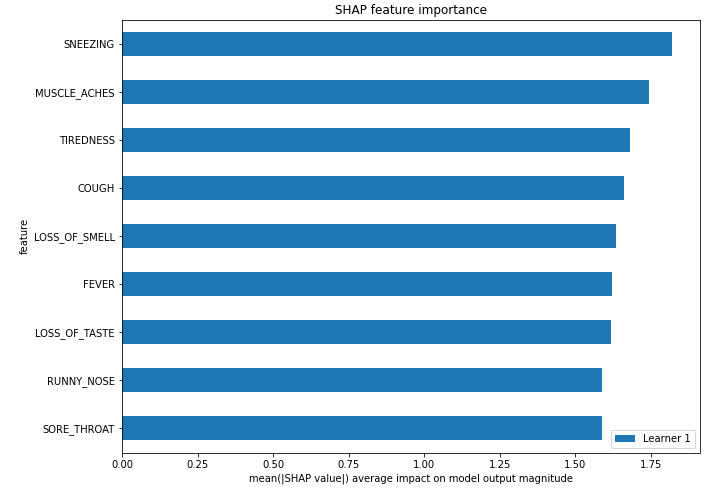 SHAP feature importance
SNEEZING
MUSCLE_ACHES
TIREDNESS
COUGH
LOSS_OF_SMELL
feature
FEVER
LOSS_OF_TASTE
RUNNY_NOSE
SORE_THROAT
Learner 1
0.00 0.25 0.50 0.75 1.00 1.25 1.50 1.75
mean(|SHAP value|) average impact on model output magnitude